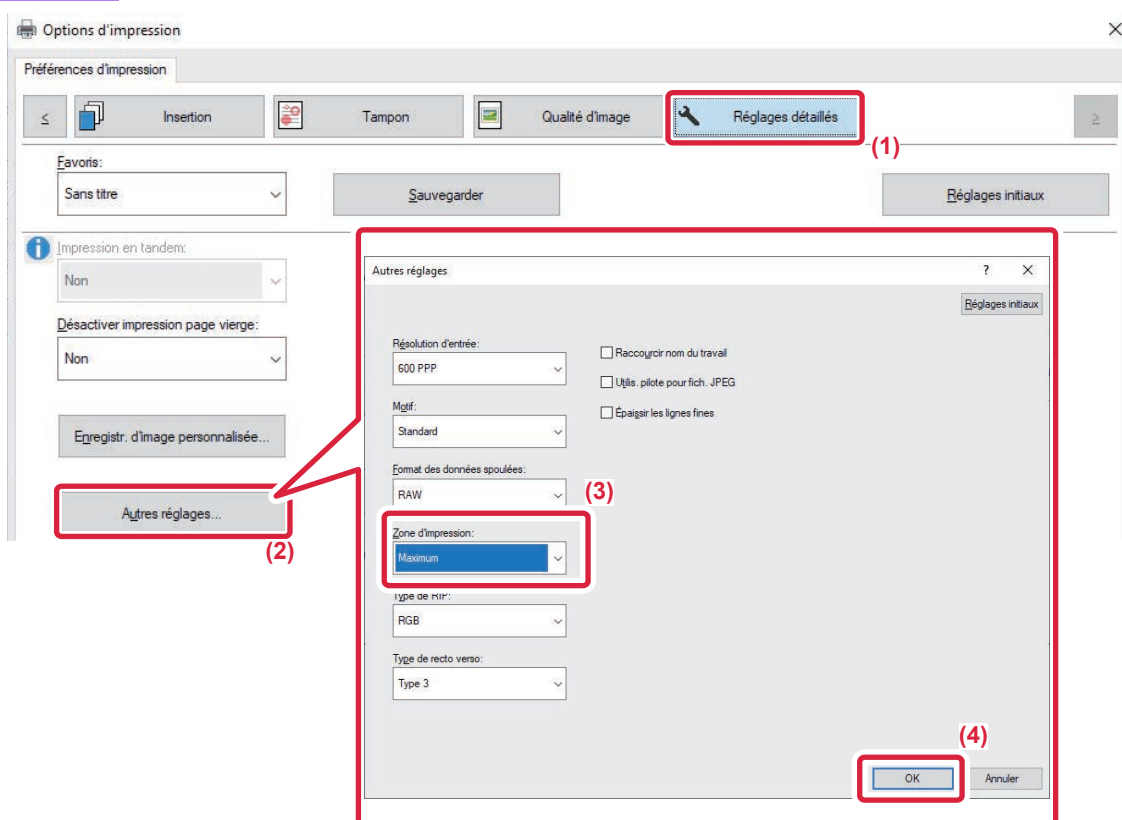 Options d'impression
Préférences d'impression
<
Insertion
Tampon
Qualité d'image
Réglages détaillés
>
(1)
Favoris:
Sans titre
Sauvegarder
Réglages initiaux
Impression en tandem:
Non
Désactiver impression page vierge:
Non
Enregistr. d'image personnalisée...
Autres réglages...
(2)
Autres réglages
?
Réglages initiaux
Résolution d'entrée:
600 PPP
Raccourcir nom du travail
Utilis. pilote pour fich. JPEG
Motif:
Épaissir les lignes fines
Standard
Format des données spoulées:
RAW
(3)
Zone d'impression:
Maximum
Type de RIP:
RGB
Type de recto verso:
Type 3
(4)
OK
Annuler